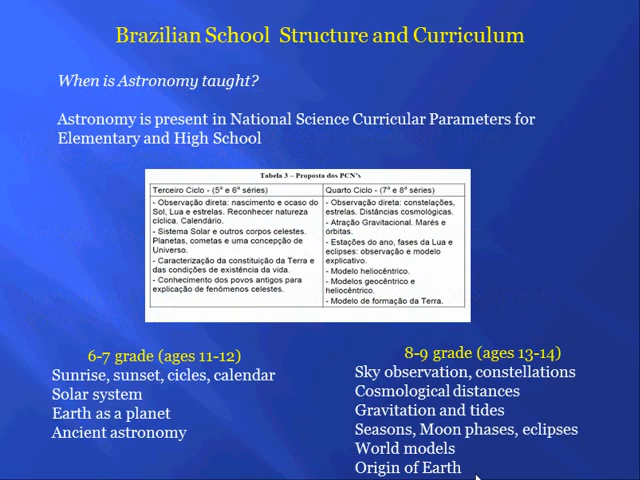 Brazilian School Structure and Curriculum
When is Astronomy taught?
Astronomy is present in National Science Curricular Parameters for
Elementary and High School
Tabela 3 – Proposta dos PCN's
Terceiro Ciclo - (5ª e 6ª séries)
- Observação direta: nascimento e ocaso do
Sol, Lua e estrelas. Reconhecer natureza
cíclica. Calendário.
- Sistema Solar e outros corpos celestes.
Planetas, cometas e uma concepção de
Universo.
- Caracterização da constituição da Terra e
das condições de existência da vida.
- Conhecimento dos povos antigos para
explicação de fenômenos celestes.
Quarto Ciclo - (7ª e 8ª séries)
- Observação direta: constelações,
estrelas. Distâncias cosmológicas.
- Atração Gravitacional. Marés e
órbitas.
- Estações do ano, fases da Lua e
eclipses: observação e modelo
explicativo.
- Modelo heliocêntrico.
- Modelos geocêntrico e
heliocêntrico.
- Modelo de formação da Terra.
6-7 grade (ages 11-12)
Sunrise, sunset, cicles, calendar
Solar system
Earth as a planet
Ancient astronomy
8-9 grade (ages 13-14)
Sky observation, constellations
Cosmological distances
Gravitation and tides
Seasons, Moon phases, eclipses
World models
Origin of Earth